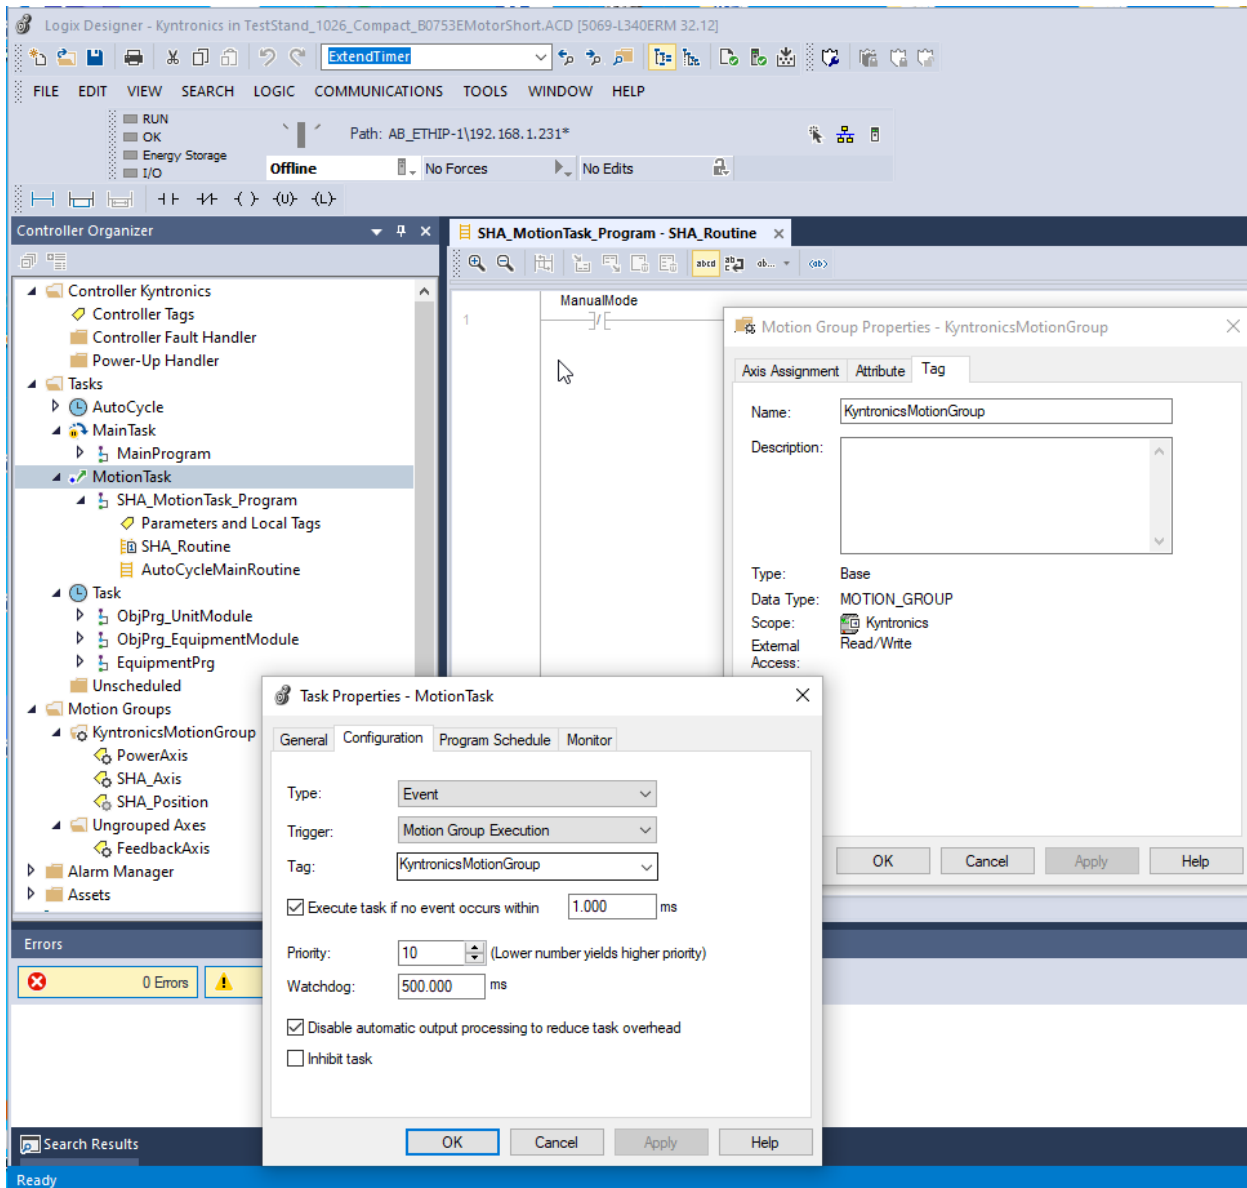 Logix Designer - Kyntronics in TestStand_1026_Compact_B0753EMotorShort.ACD [5069-L340ERM 32.12]
ExtendTimer
FILE EDIT VIEW SEARCH LOGIC COMMUNICATIONS TOOLS WINDOW HELP
RUN
OK
Energy Storage
I/O
Path: AB_ETHIP-1\192.168.1.231*
Offline
No Forces
No Edits
Controller Organizer
SHA_MotionTask_Program - SHA_Routine
Controller Kyntronics
Controller Tags
Controller Fault Handler
Power-Up Handler
Tasks
AutoCycle
MainTask
MainProgram
MotionTask
SHA_MotionTask_Program
Parameters and Local Tags
SHA_Routine
AutoCycleMainRoutine
Task
ObjPrg_UnitModule
ObjPrg_EquipmentModule
EquipmentPrg
Unscheduled
Motion Groups
KyntronicsMotionGroup
PowerAxis
SHA_Axis
SHA_Position
Ungrouped Axes
FeedbackAxis
Alarm Manager
Assets
1
ManualMode
Motion Group Properties - KyntronicsMotionGroup
Axis Assignment Attribute Tag
Name: KyntronicsMotionGroup
Description:
Type: Base
Data Type: MOTION_GROUP
Scope: Kyntronics
External Access: Read/Write
OK Cancel Apply Help
Task Properties - MotionTask
General Configuration Program Schedule Monitor
Type: Event
Trigger: Motion Group Execution
Tag: KyntronicsMotionGroup
Execute task if no event occurs within 1.000 ms
Priority: 10 (Lower number yields higher priority)
Watchdog: 500.000 ms
Disable automatic output processing to reduce task overhead
Inhibit task
OK Cancel Apply Help
Errors
0 Errors
Search Results
Ready